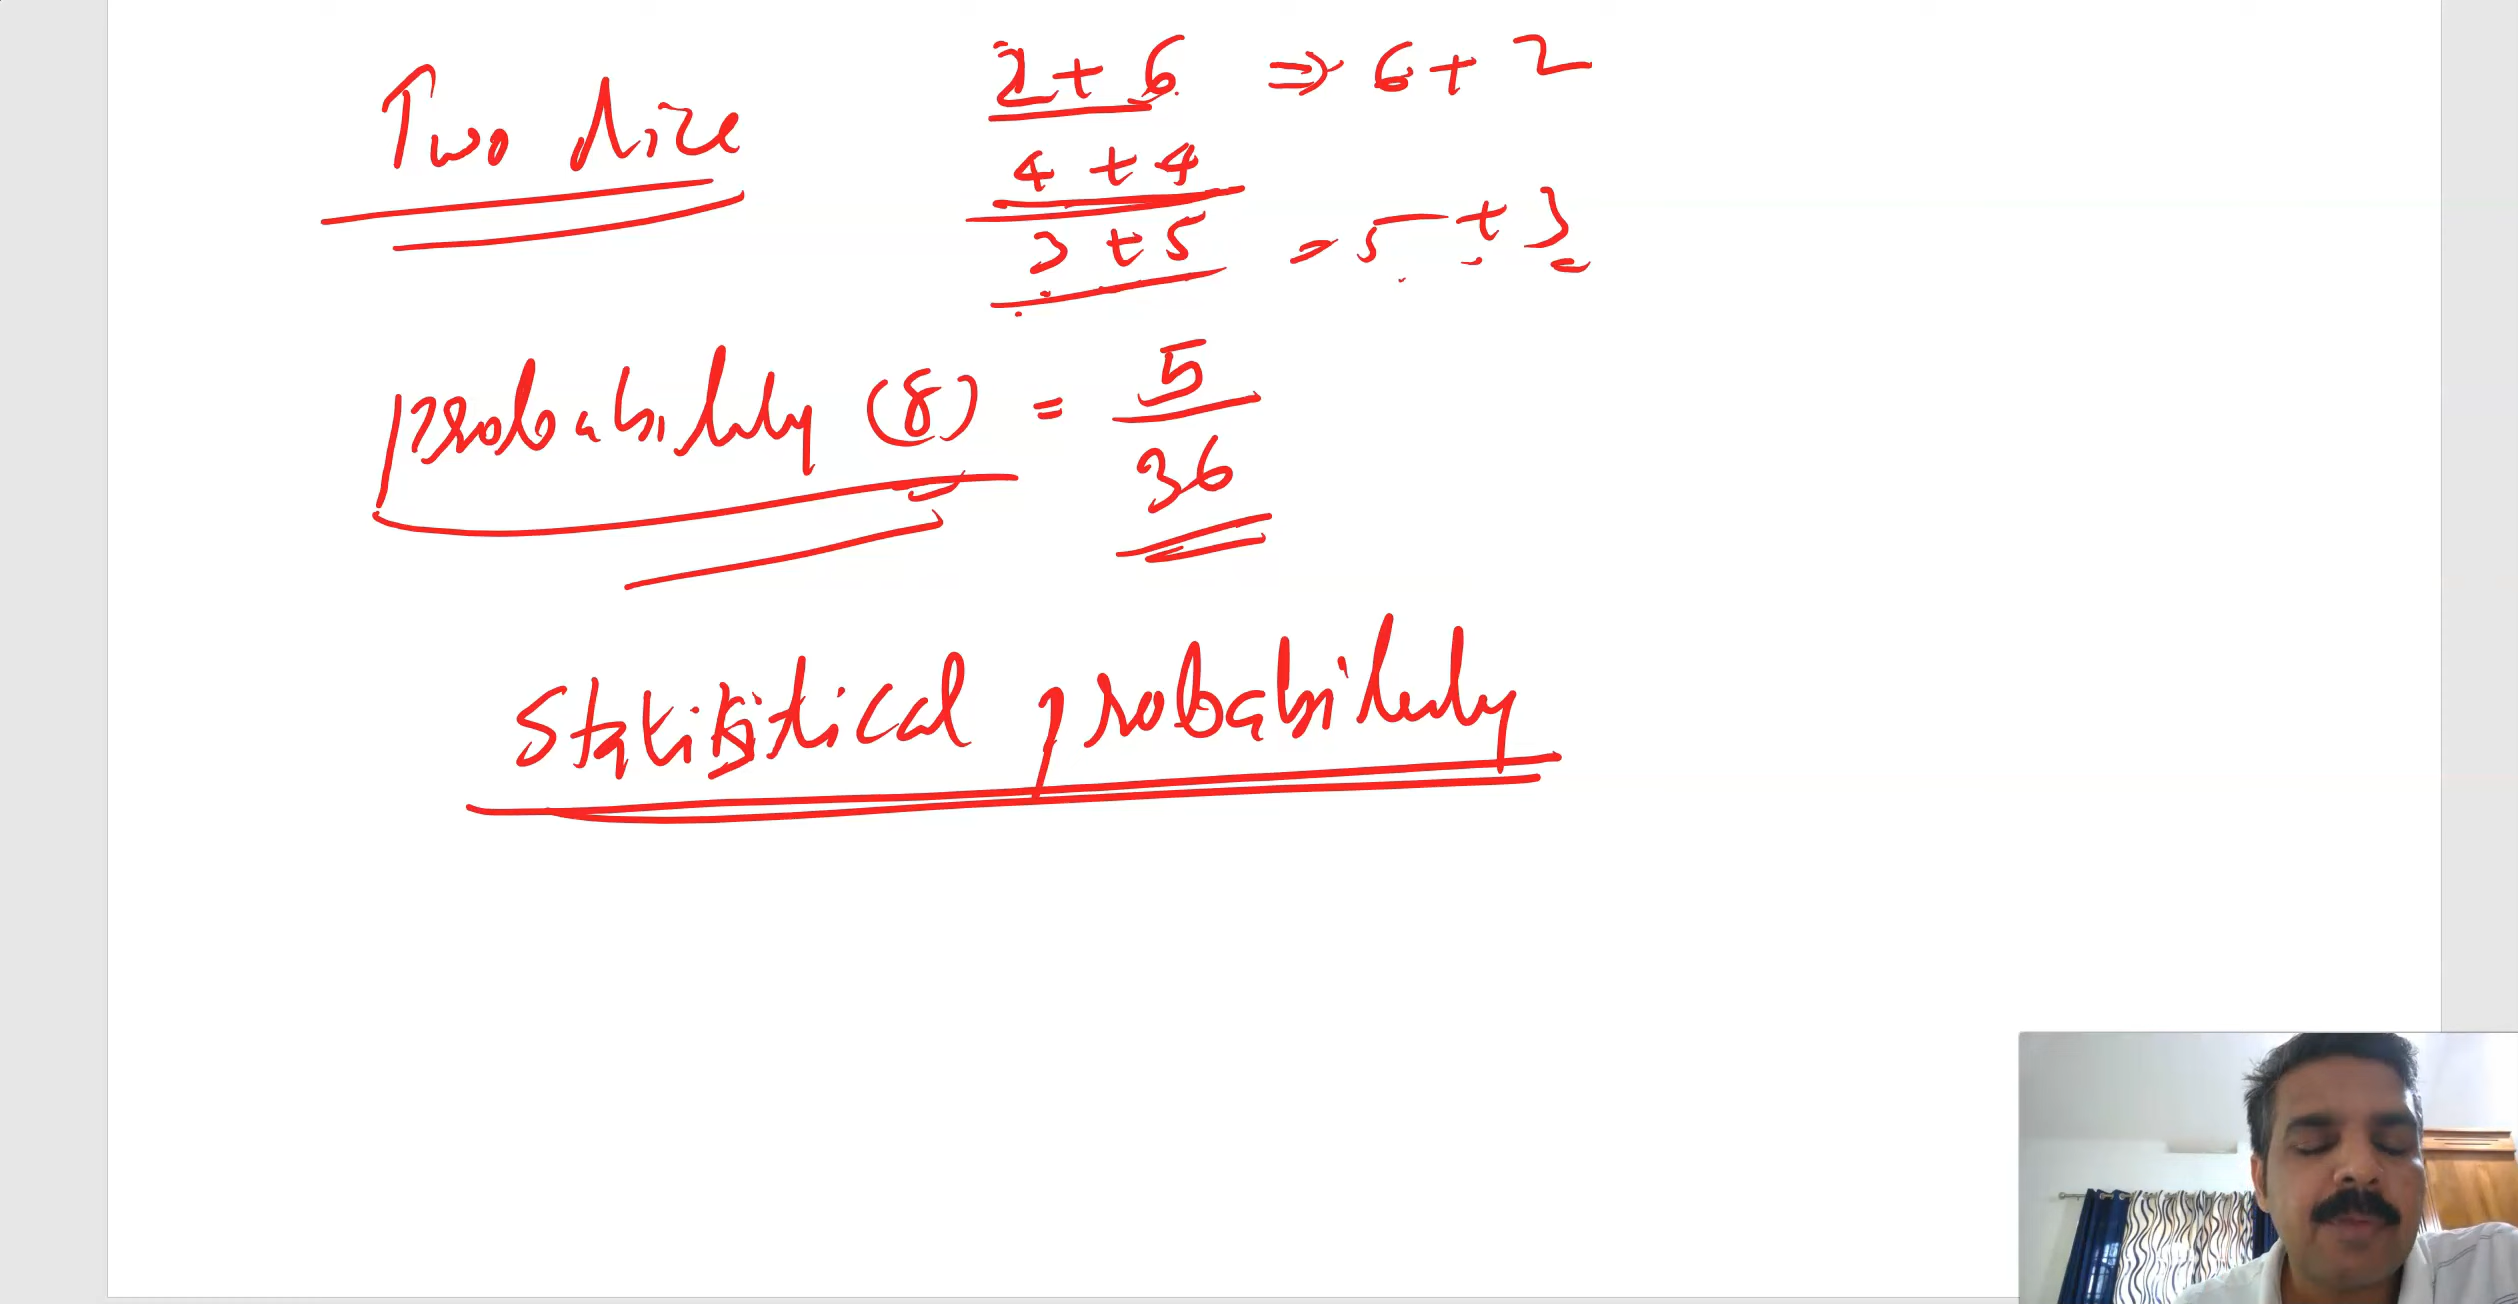 Two dice
2 + 6 ⇒ 6 + 2
4 + 4
3 + 5 ⇒ 5 + 3
probability (8) = 5/36
statistical probability